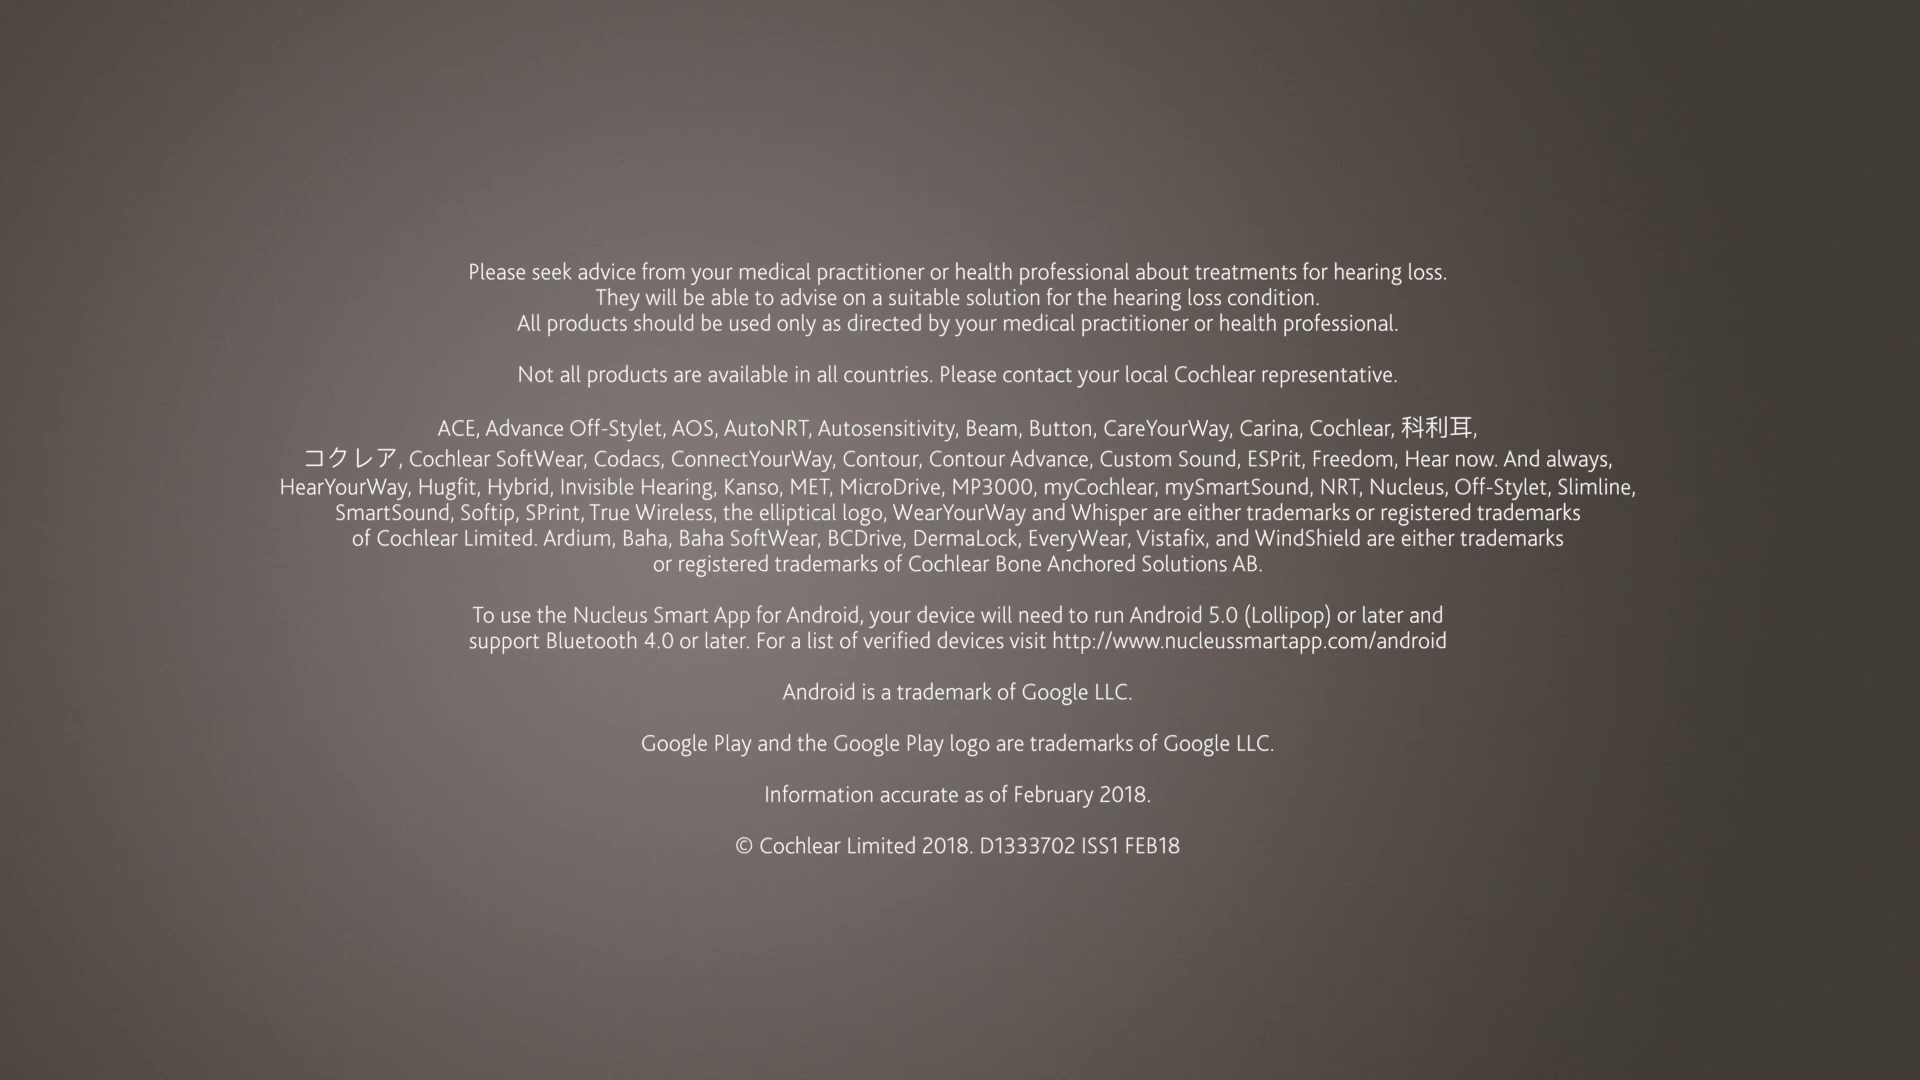 Please seek advice from your medical practitioner or health professional about treatments for hearing loss.
They will be able to advise on a suitable solution for the hearing loss condition.
All products should be used only as directed by your medical practitioner or health professional.
Not all products are available in all countries. Please contact your local Cochlear representative.
ACE, Advance Off-Stylet, AOS, AutoNRT, Autosensitivity, Beam, Button, CareYourWay, Carina, Cochlear, 科利耳,
コクレア, Cochlear SoftWear, Codacs, ConnectYourWay, Contour, Contour Advance, Custom Sound, ESPrit, Freedom, Hear now. And always,
HearYourWay, Hugfit, Hybrid, Invisible Hearing, Kanso, MET, MicroDrive, MP3000, myCochlear, mySmartSound, NRT, Nucleus, Off-Stylet, Slimline,
SmartSound, Softip, SPrint, True Wireless, the elliptical logo, WearYourWay and Whisper are either trademarks or registered trademarks
of Cochlear Limited. Ardium, Baha, Baha SoftWear, BCDrive, DermaLock, EveryWear, Vistafix, and WindShield are either trademarks
or registered trademarks of Cochlear Bone Anchored Solutions AB.
To use the Nucleus Smart App for Android, your device will need to run Android 5.0 (Lollipop) or later and
support Bluetooth 4.0 or later. For a list of verified devices visit http://www.nucleussmartapp.com/android
Android is a trademark of Google LLC.
Google Play and the Google Play logo are trademarks of Google LLC.
Information accurate as of February 2018.
© Cochlear Limited 2018. D1333702 ISS1 FEB18